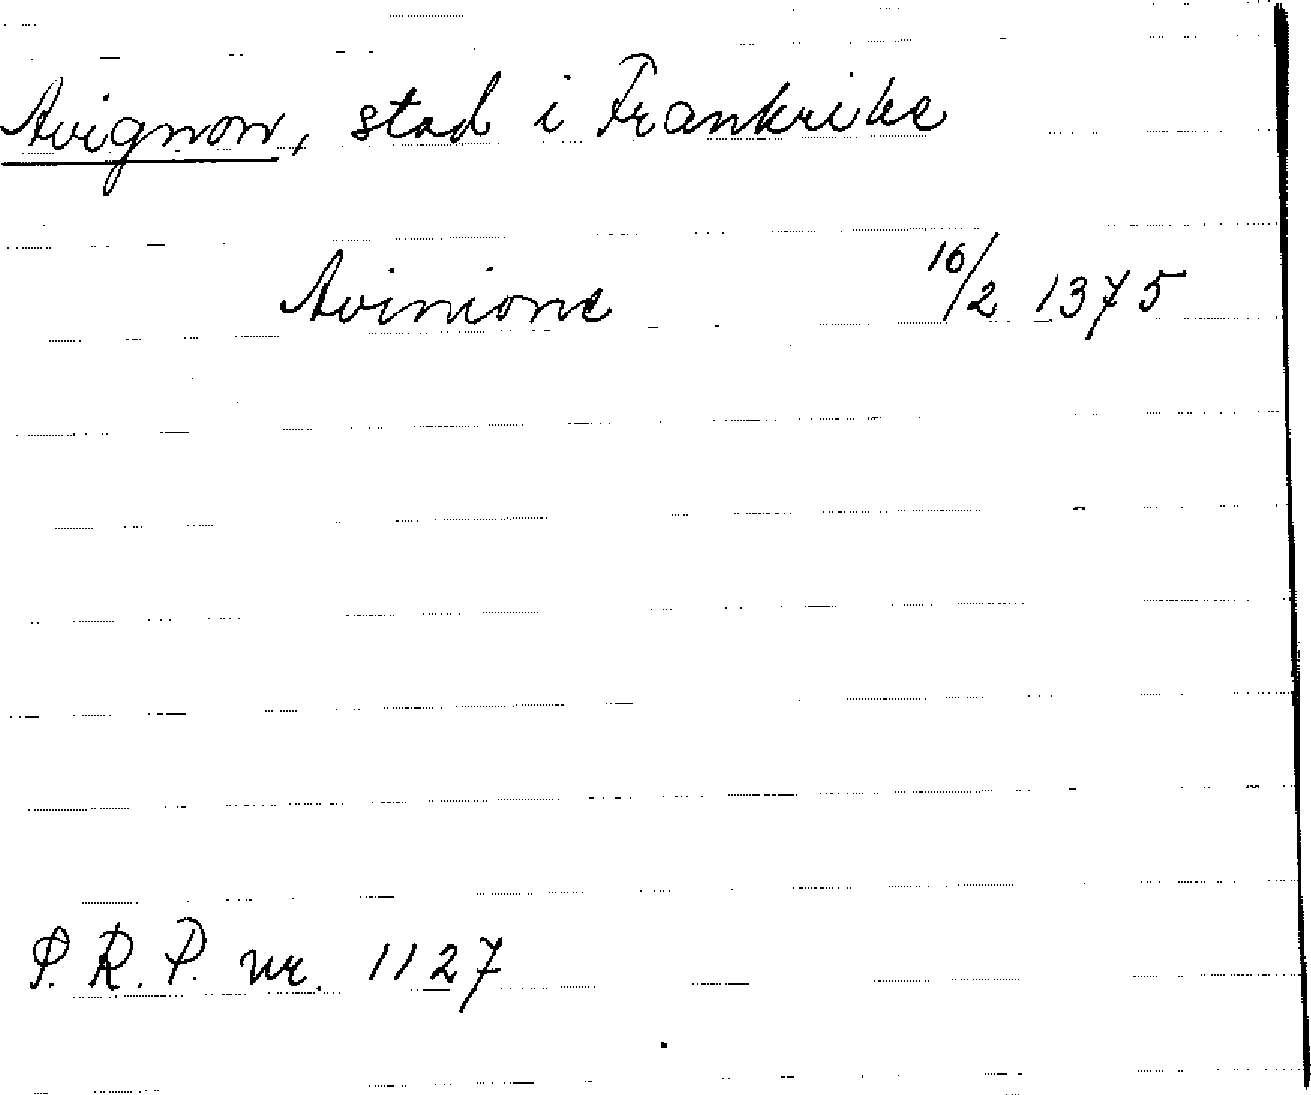 Avignon, stad i Frankrike
Avinione 16/2 1375
S.R.P. nr. 1127